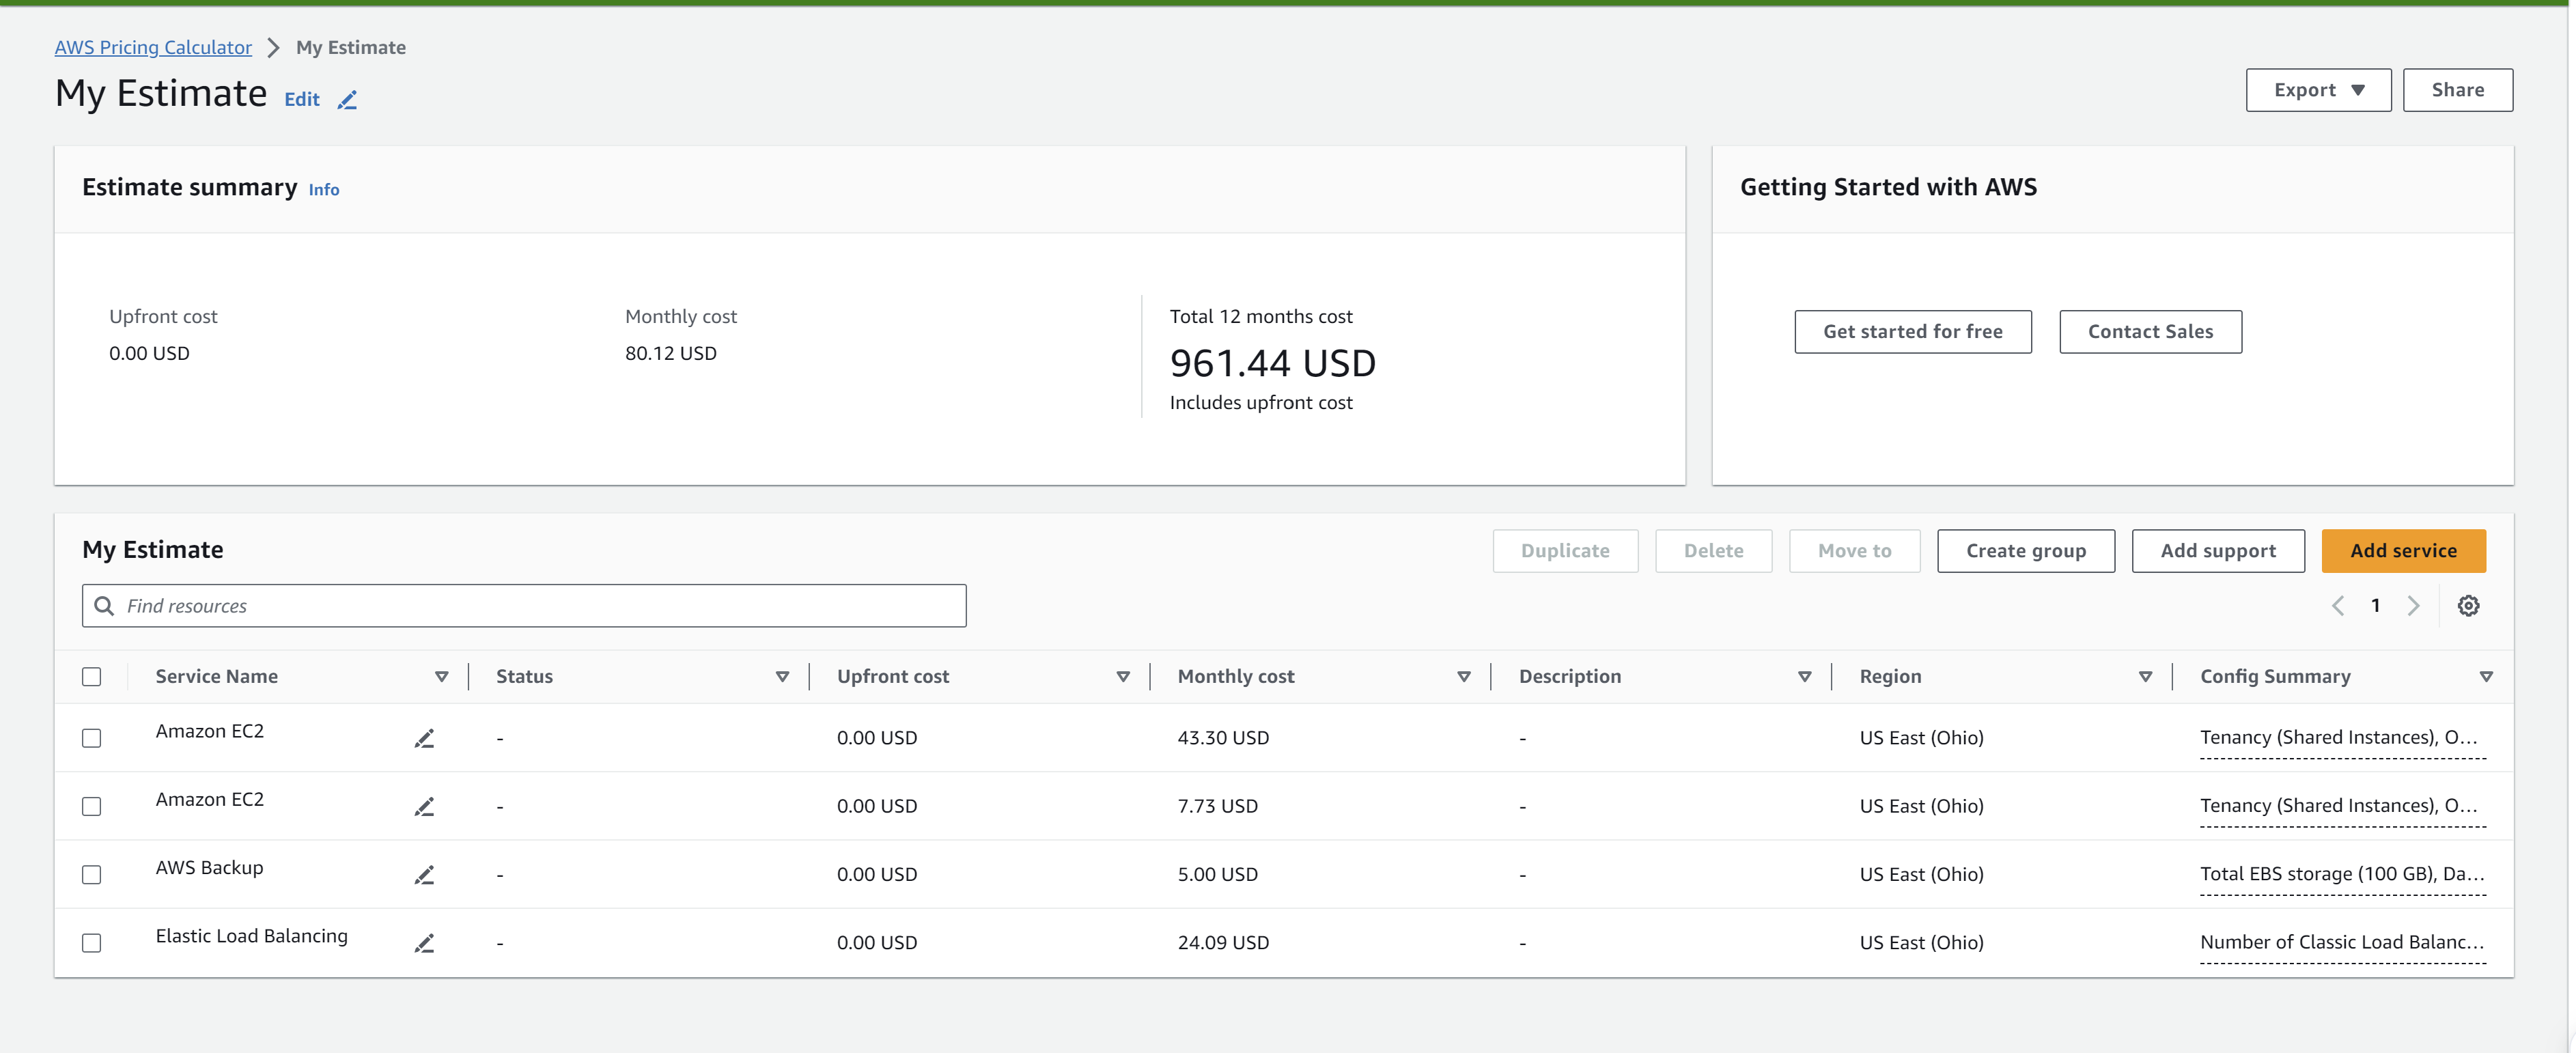 AWS Pricing Calculator > My Estimate
My Estimate Edit
Export ▼ Share
Estimate summary Info
Getting Started with AWS
Upfront cost Monthly cost Total 12 months cost
0.00 USD 80.12 USD 961.44 USD
Includes upfront cost
Get started for free Contact Sales
My Estimate Duplicate Delete Move to Create group Add support Add service
Find resources 1
Service Name Status Upfront cost Monthly cost Description Region Config Summary
Amazon EC2 - 0.00 USD 43.30 USD - US East (Ohio) Tenancy (Shared Instances), O...
Amazon EC2 - 0.00 USD 7.73 USD - US East (Ohio) Tenancy (Shared Instances), O...
AWS Backup - 0.00 USD 5.00 USD - US East (Ohio) Total EBS storage (100 GB), Da...
Elastic Load Balancing - 0.00 USD 24.09 USD - US East (Ohio) Number of Classic Load Balanc...